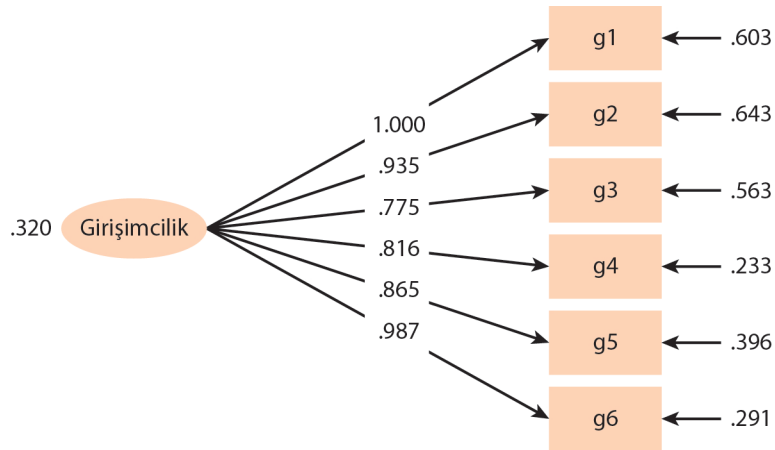 g1
.603
1.000
g2
.643
.935
g3
.563
.775
.320
Girişimcilik
.816
g4
.233
.865
g5
.396
.987
g6
.291